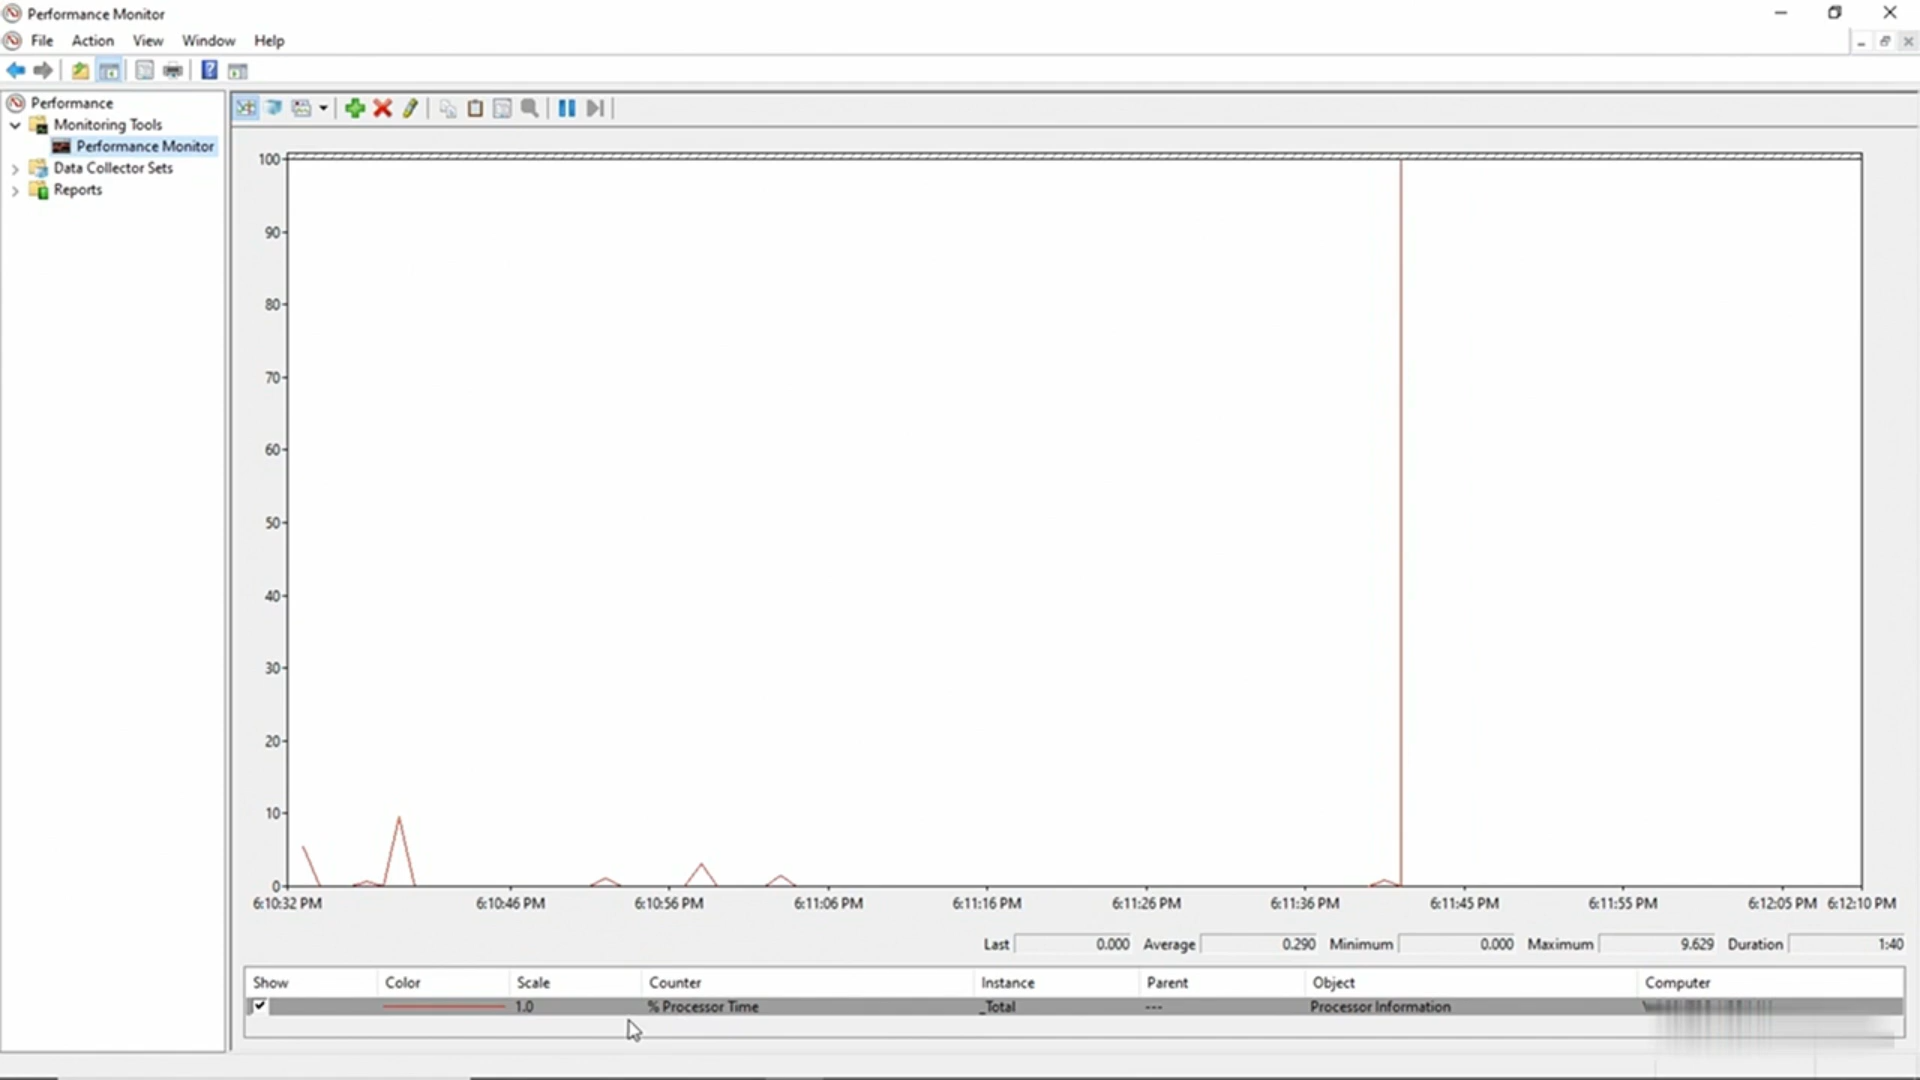 Performance Monitor
File Action View Window Help
Performance
Monitoring Tools
Performance Monitor
Data Collector Sets
Reports
100
90
80
70
60
50
40
30
20
10
0
6:10:32 PM 6:10:46 PM 6:10:56 PM 6:11:06 PM 6:11:16 PM 6:11:26 PM 6:11:36 PM 6:11:45 PM 6:11:55 PM 6:12:05 PM 6:12:10 PM
Last 0.000 Average 0.290 Minimum 0.000 Maximum 9.629 Duration 1:40
Show Color Scale Counter Instance Parent Object Computer
1.0 % Processor Time _Total --- Processor Information